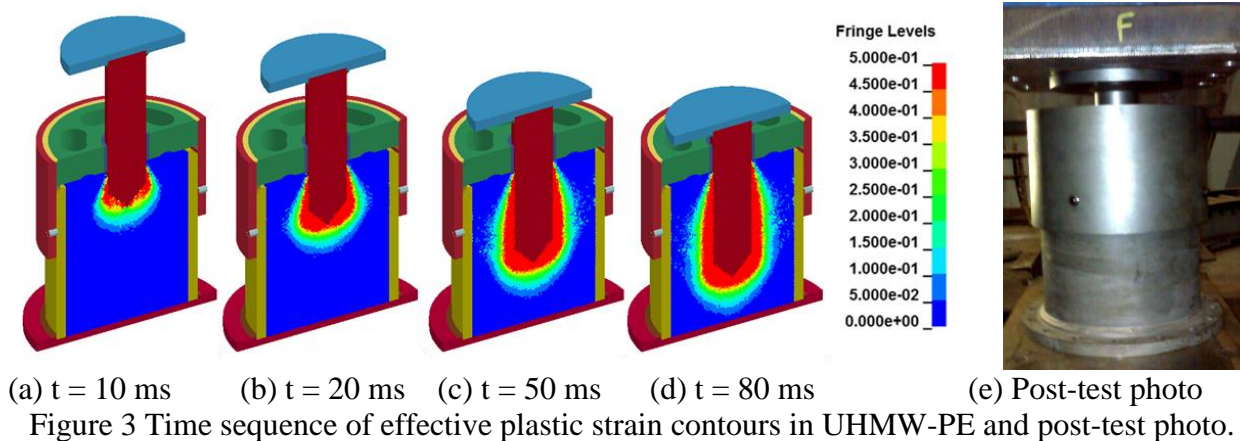 Fringe Levels
5.000e-01
4.500e-01
4.000e-01
3.500e-01
3.000e-01
2.500e-01
2.000e-01
1.500e-01
1.000e-01
5.000e-02
0.000e+00
F
(a) t = 10 ms (b) t = 20 ms (c) t = 50 ms (d) t = 80 ms (e) Post-test photo
Figure 3 Time sequence of effective plastic strain contours in UHMW-PE and post-test photo.